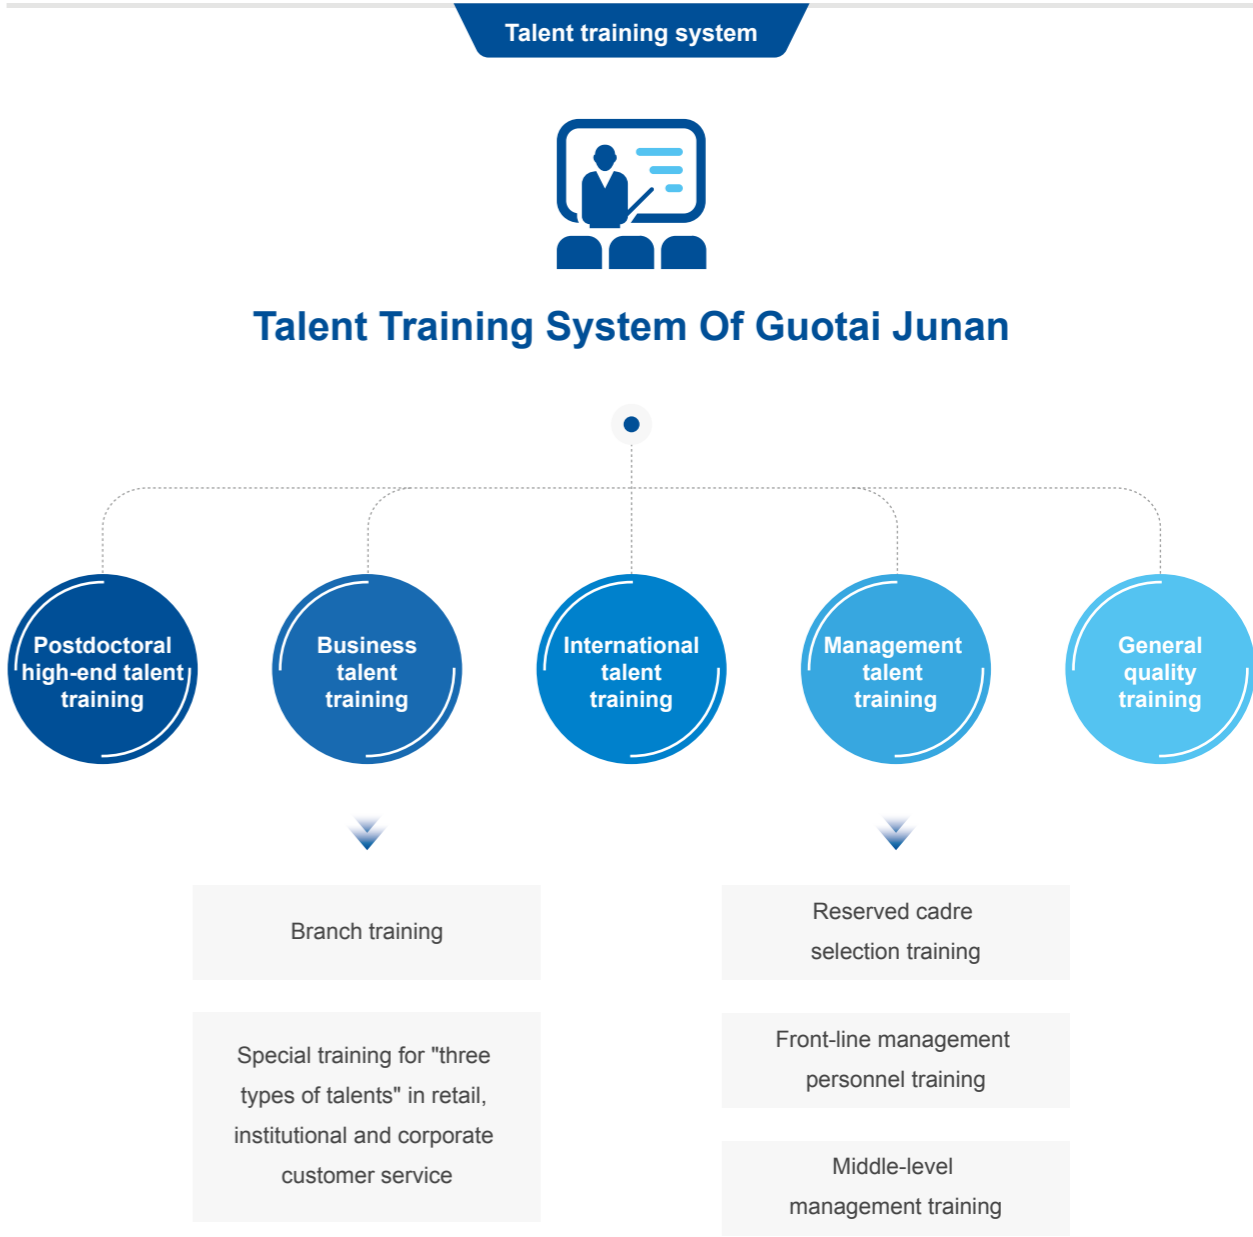 Talent training system
Talent Training System Of Guotai Junan
Postdoctoral
high-end talent
training
Business
talent
training
International
talent
training
Management
talent
training
General
quality
training
Branch training
Special training for "three
types of talents" in retail,
institutional and corporate
customer service
Reserved cadre
selection training
Front-line management
personnel training
Middle-level
management training